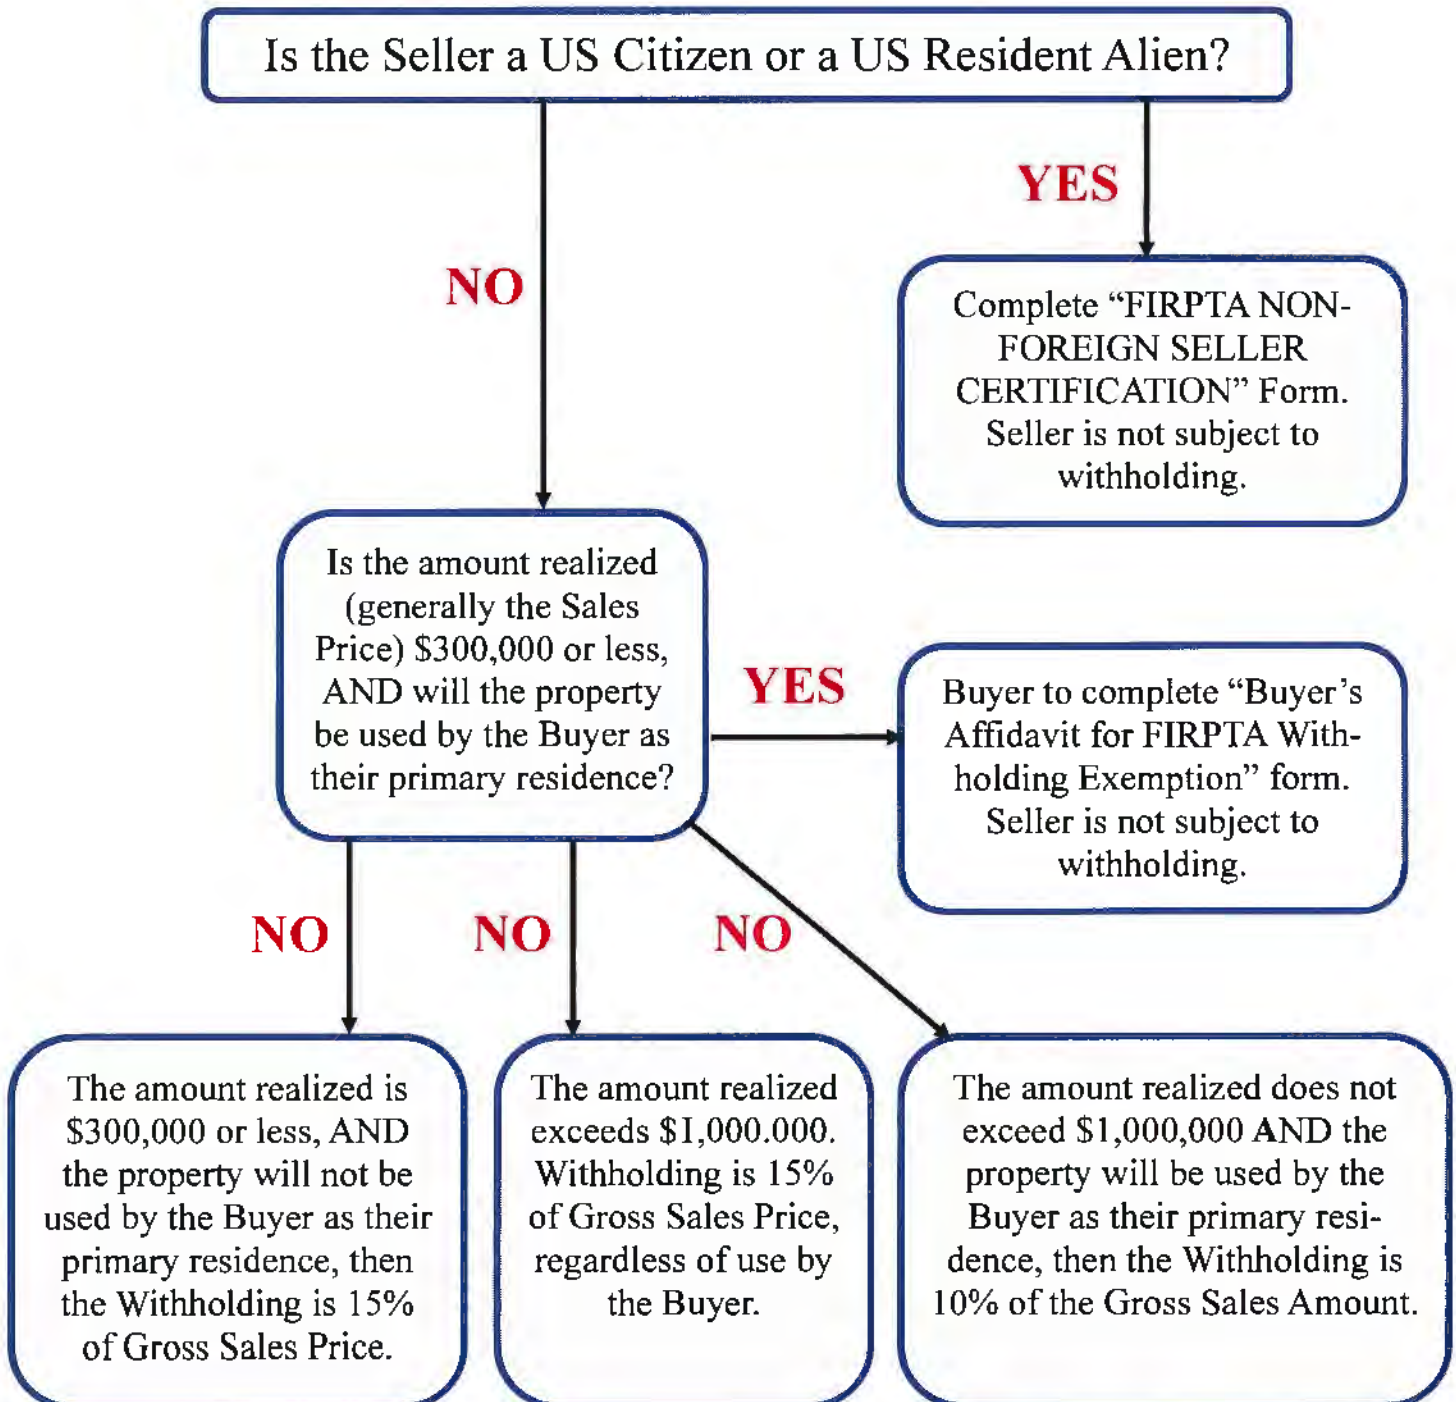 Is the Seller a US Citizen or a US Resident Alien?
YES
NO
Complete “FIRPTA NON-
FOREIGN SELLER
CERTIFICATION” Form.
Seller is not subject to
withholding.
Is the amount realized
(generally the Sales
Price) $300,000 or less,
AND will the property
be used by the Buyer as
their primary residence?
YES
Buyer to complete “Buyer’s
Affidavit for FIRPTA With-
holding Exemption” form.
Seller is not subject to
withholding.
NO
NO
NO
The amount realized is
$300,000 or less, AND
the property will not be
used by the Buyer as their
primary residence, then
the Withholding is 15%
of Gross Sales Price.
The amount realized
exceeds $1,000.000.
Withholding is 15%
of Gross Sales Price,
regardless of use by
the Buyer.
The amount realized does not
exceed $1,000,000 AND the
property will be used by the
Buyer as their primary resi-
dence, then the Withholding is
10% of the Gross Sales Amount.